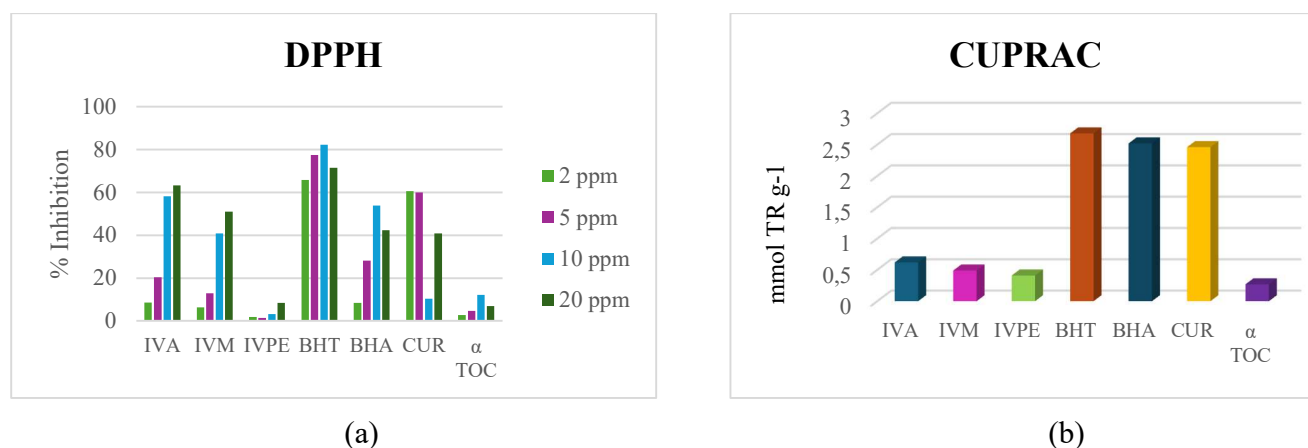 DPPH
% Inhibition
100
80
60
40
20
0
IVA IVM IVPE BHT BHA CUR α TOC
2 ppm
5 ppm
10 ppm
20 ppm
(a)
CUPRAC
mmol TR g-1
3
2,5
2
1,5
1
0,5
0
IVA IVM IVPE BHT BHA CUR α TOC
(b)